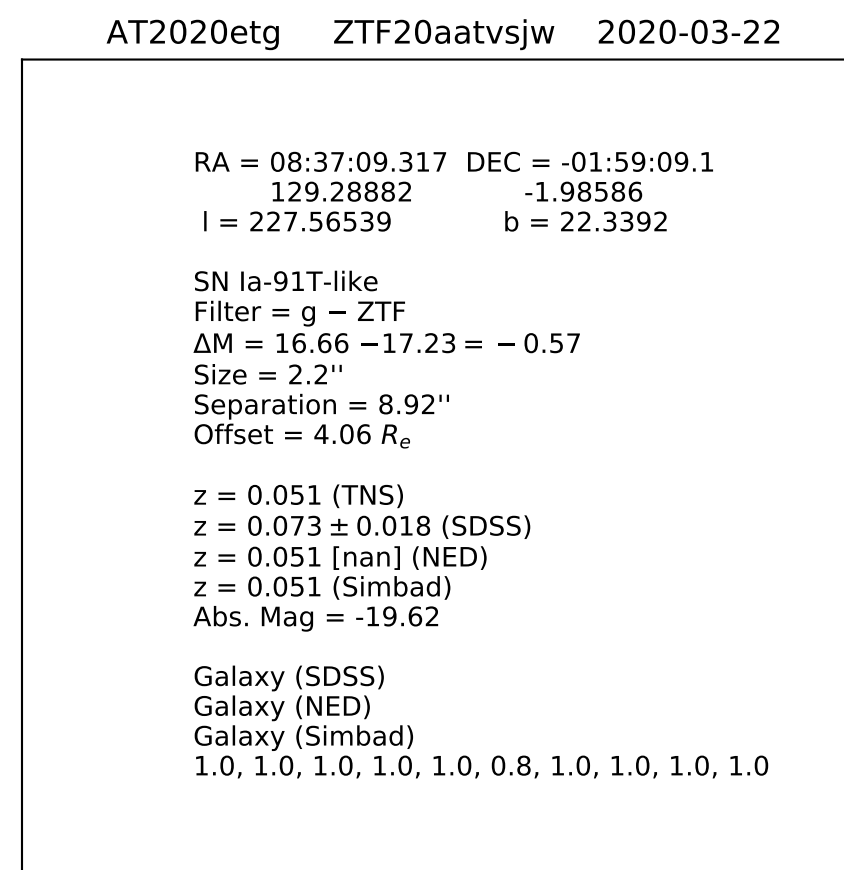 AT2020etg ZTF20aatvsjw 2020-03-22
RA = 08:37:09.317 DEC = -01:59:09.1
129.28882 -1.98586
l = 227.56539 b = 22.3392
SN Ia-91T-like
Filter = g − ZTF
ΔM = 16.66 −17.23 = − 0.57
Size = 2.2''
Separation = 8.92''
Offset = 4.06 Rₑ
z = 0.051 (TNS)
z = 0.073 ± 0.018 (SDSS)
z = 0.051 [nan] (NED)
z = 0.051 (Simbad)
Abs. Mag = -19.62
Galaxy (SDSS)
Galaxy (NED)
Galaxy (Simbad)
1.0, 1.0, 1.0, 1.0, 1.0, 0.8, 1.0, 1.0, 1.0, 1.0